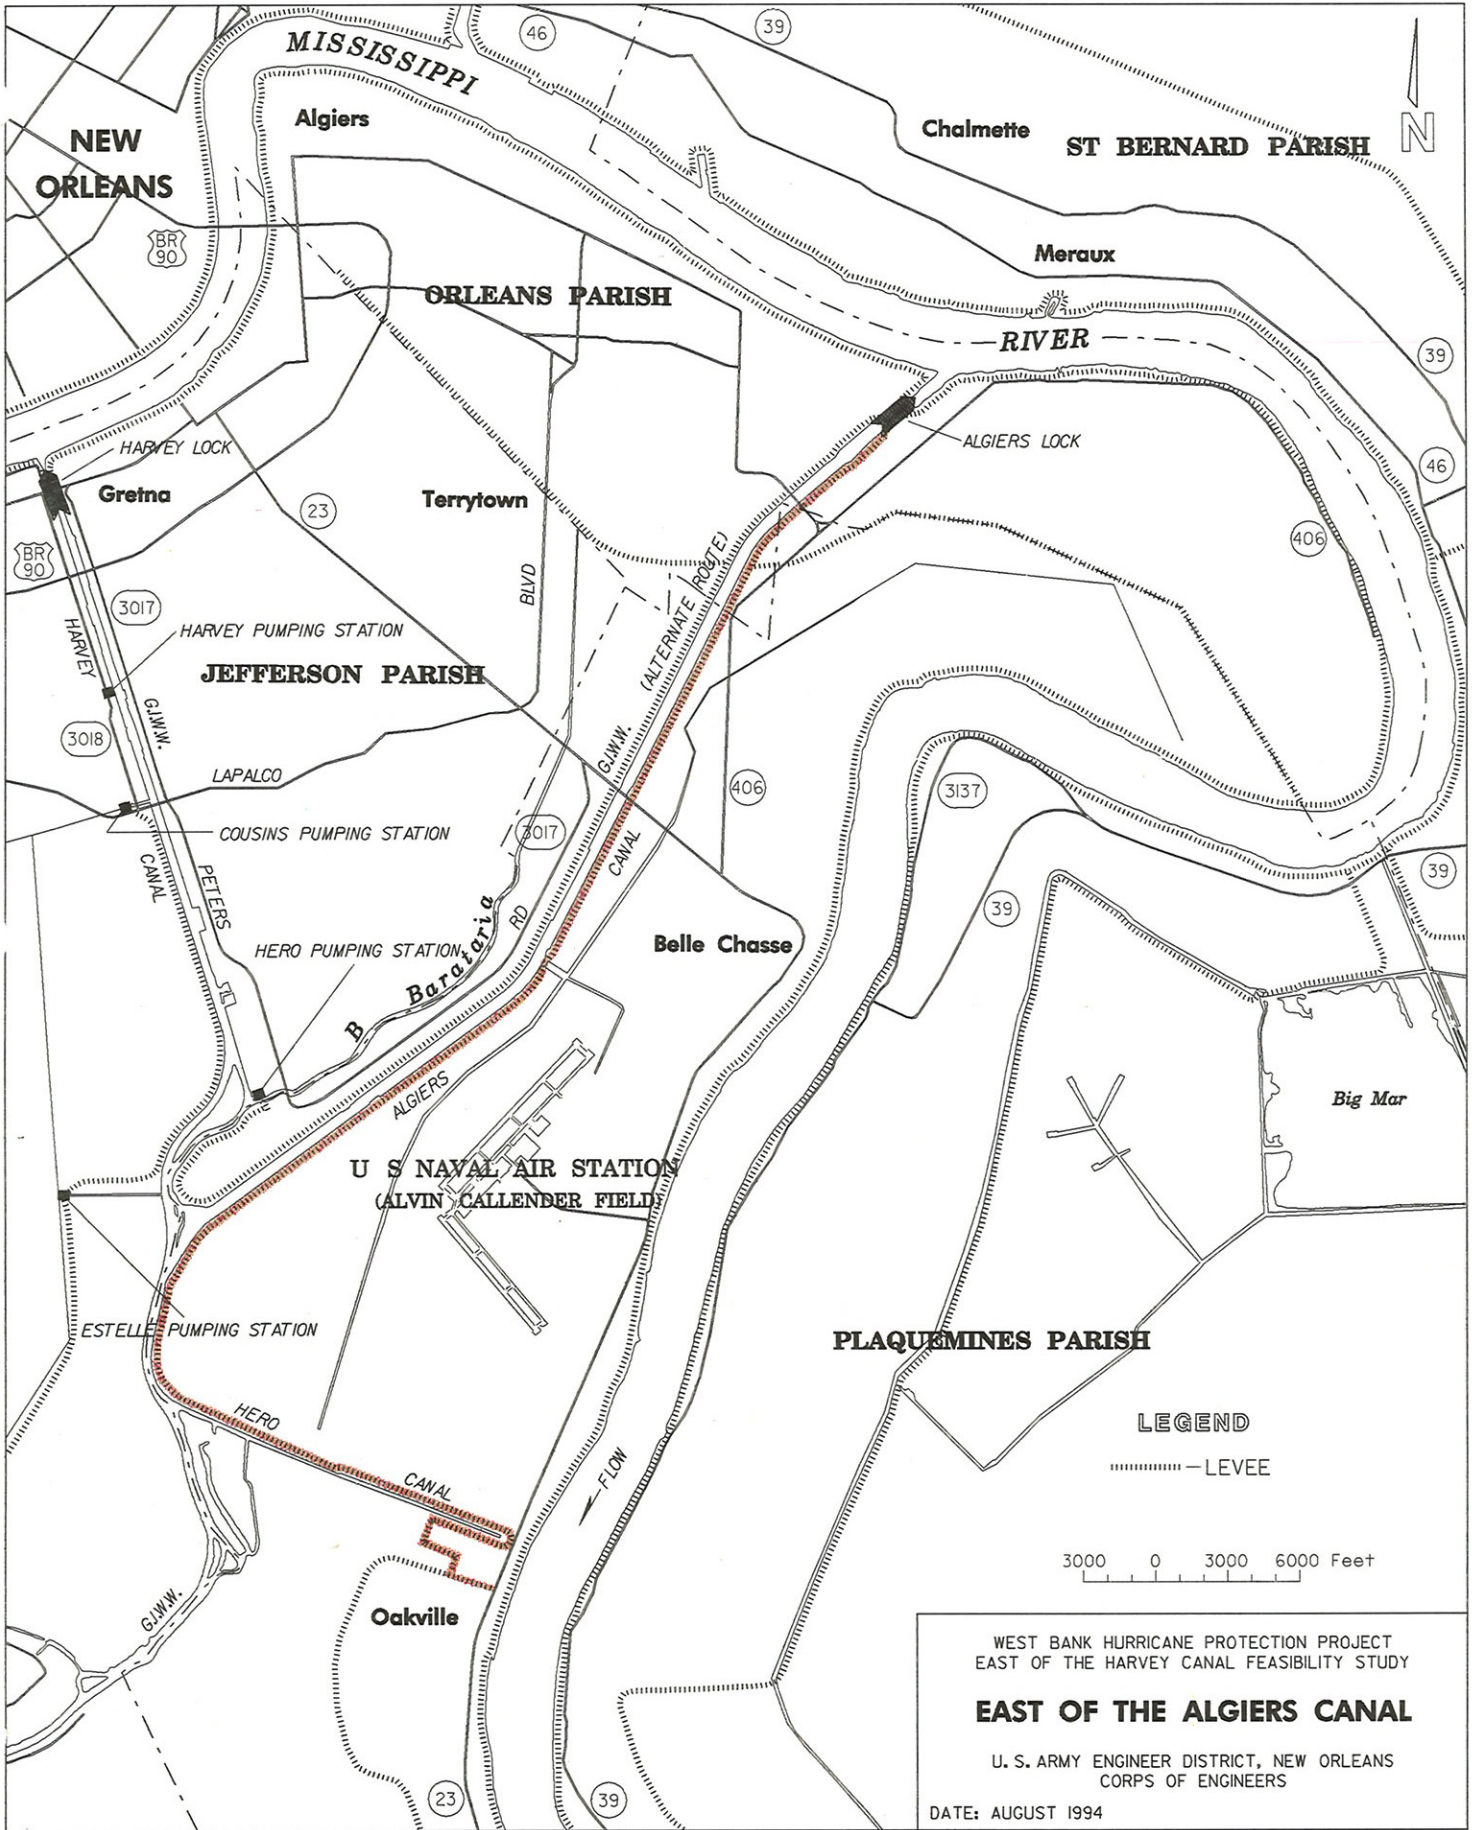 46
39
MISSISSIPPI
NEW
ORLEANS
Algiers
Chalmette
ST BERNARD PARISH
N
BR
90
Meraux
ORLEANS PARISH
RIVER
39
HARVEY LOCK
ALGIERS LOCK
Gretna
Terrytown
23
46
406
BR
90
3017
BLVD
HARVEY
HARVEY PUMPING STATION
(ALTERNATE ROUTE)
JEFFERSON PARISH
G.I.W.W.
3018
G.I.W.W.
LAPALCO
406
3137
COUSINS PUMPING STATION
3017
CANAL
CANAL
PETERS
39
39
RD
HERO PUMPING STATION
B Barataria
Belle Chasse
ALGIERS
Big Mar
U S NAVAL AIR STATION
(ALVIN CALLENDER FIELD)
ESTELLE PUMPING STATION
PLAQUEMINES PARISH
HERO
CANAL
FLOW
LEGEND
LEVEE
3000 0 3000 6000 Feet
G.I.W.W.
Oakville
23
39
WEST BANK HURRICANE PROTECTION PROJECT
EAST OF THE HARVEY CANAL FEASIBILITY STUDY
EAST OF THE ALGIERS CANAL
U. S. ARMY ENGINEER DISTRICT, NEW ORLEANS
CORPS OF ENGINEERS
DATE: AUGUST 1994